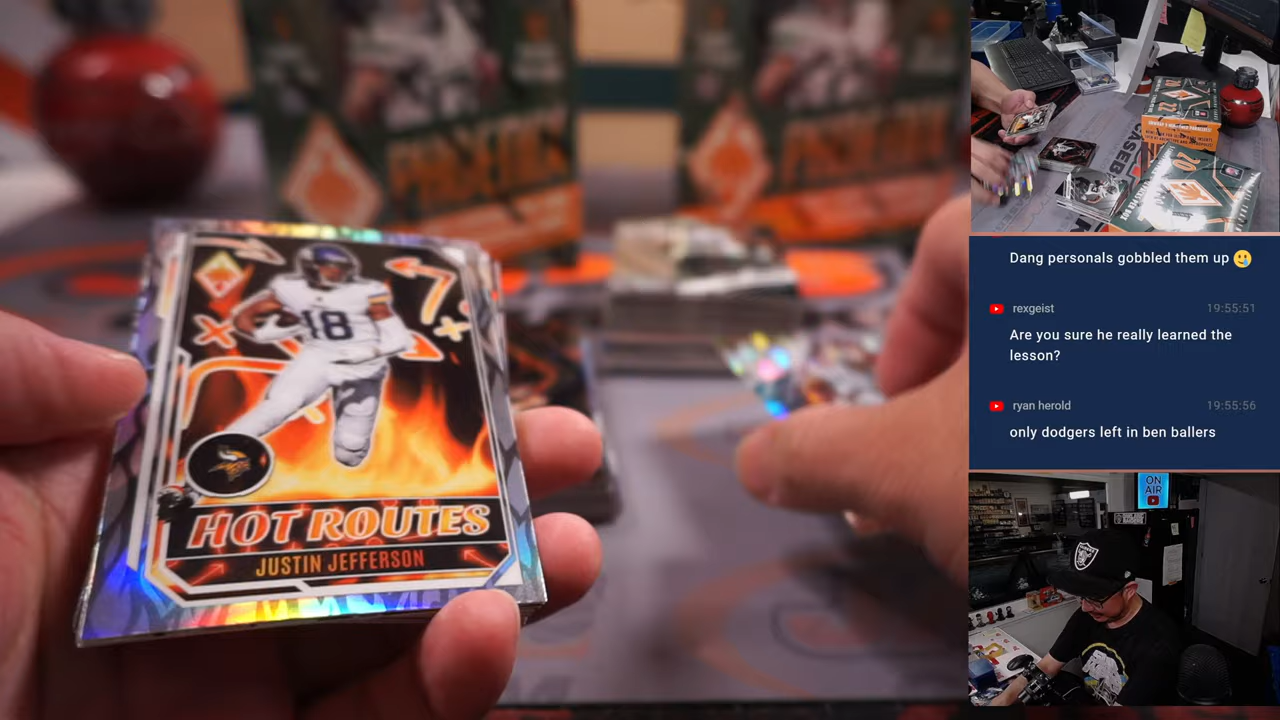 18
HOT ROUTES
JUSTIN JEFFERSON
Dang personals gobbled them up 🥲
rexgeist 19:55:51
Are you sure he really learned the
lesson?
ryan herold 19:55:56
only dodgers left in ben ballers
ON
AIR